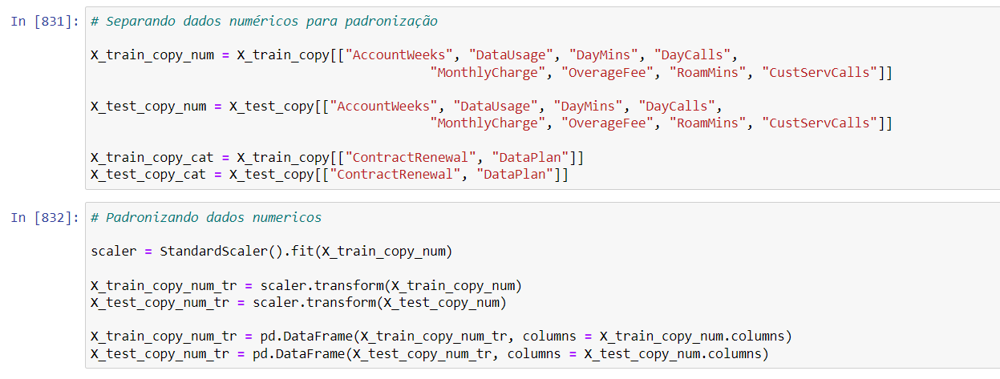 In [831]: # Separando dados numéricos para padronização
X_train_copy_num = X_train_copy[["AccountWeeks", "DataUsage", "DayMins", "DayCalls",
"MonthlyCharge", "OverageFee", "RoamMins", "CustServCalls"]]
X_test_copy_num = X_test_copy[["AccountWeeks", "DataUsage", "DayMins", "DayCalls",
"MonthlyCharge", "OverageFee", "RoamMins", "CustServCalls"]]
X_train_copy_cat = X_train_copy[["ContractRenewal", "DataPlan"]]
X_test_copy_cat = X_test_copy[["ContractRenewal", "DataPlan"]]
In [832]: # Padronizando dados numericos
scaler = StandardScaler().fit(X_train_copy_num)
X_train_copy_num_tr = scaler.transform(X_train_copy_num)
X_test_copy_num_tr = scaler.transform(X_test_copy_num)
X_train_copy_num_tr = pd.DataFrame(X_train_copy_num_tr, columns = X_train_copy_num.columns)
X_test_copy_num_tr = pd.DataFrame(X_test_copy_num_tr, columns = X_test_copy_num.columns)